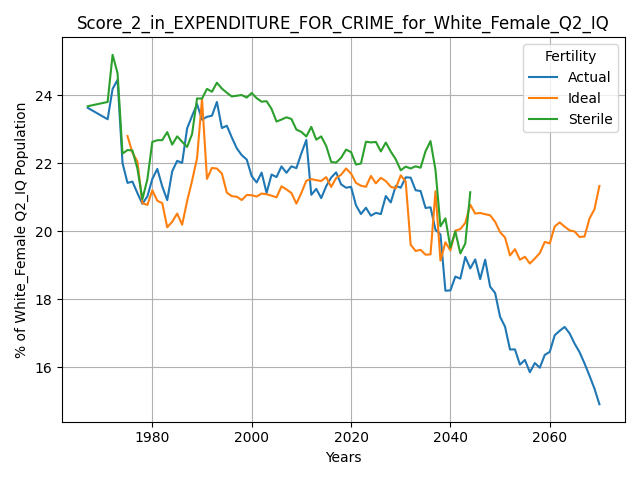 Score_2_in_EXPENDITURE_FOR_CRIME_for_White_Female_Q2_IQ
Fertility
Actual
Ideal
Sterile
% of White_Female Q2_IQ Population
24
22
20
18
16
1980
2000
2020
2040
2060
Years